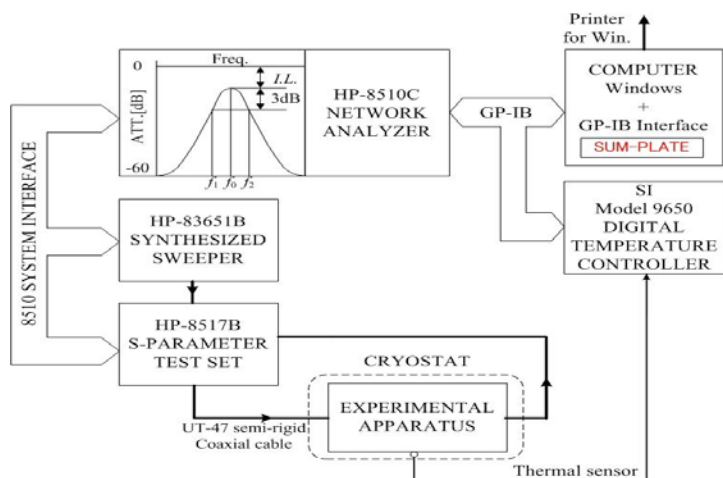 Printer
for Win.
0
Freq.
I.L.
3dB
ATT.[dB]
-60
f1 f0 f2
HP-8510C
NETWORK
ANALYZER
GP-IB
COMPUTER
Windows
+
GP-IB Interface
SUM-PLATE
8510 SYSTEM INTERFACE
HP-83651B
SYNTHESIZED
SWEEPER
SI
Model 9650
DIGITAL
TEMPERATURE
CONTROLLER
HP-8517B
S-PARAMETER
TEST SET
CRYOSTAT
EXPERIMENTAL
APPARATUS
UT-47 semi-rigid
Coaxial cable
Thermal sensor